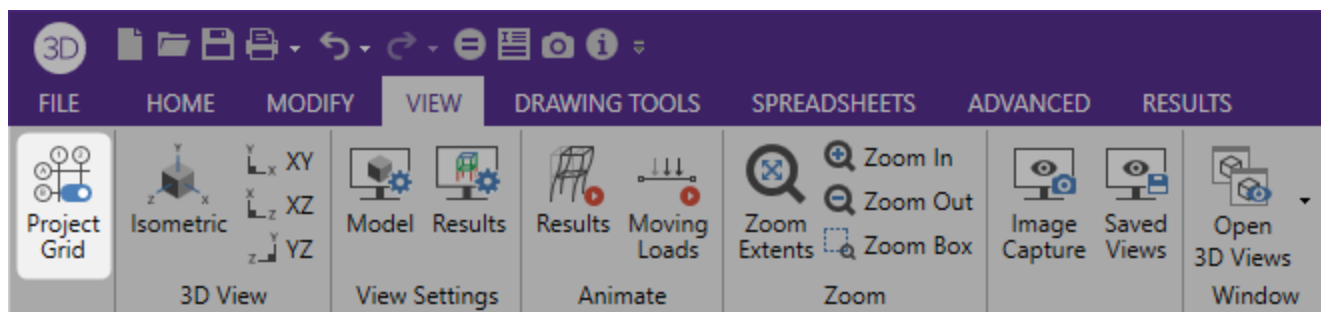 3D
FILE HOME MODIFY VIEW DRAWING TOOLS SPREADSHEETS ADVANCED RESULTS
Project
Grid
Isometric
XY
XZ
YZ
3D View
Model
Results
View Settings
Results
Moving
Loads
Animate
Zoom
Extents
Zoom In
Zoom Out
Zoom Box
Zoom
Image
Capture
Saved
Views
Open
3D Views
Window